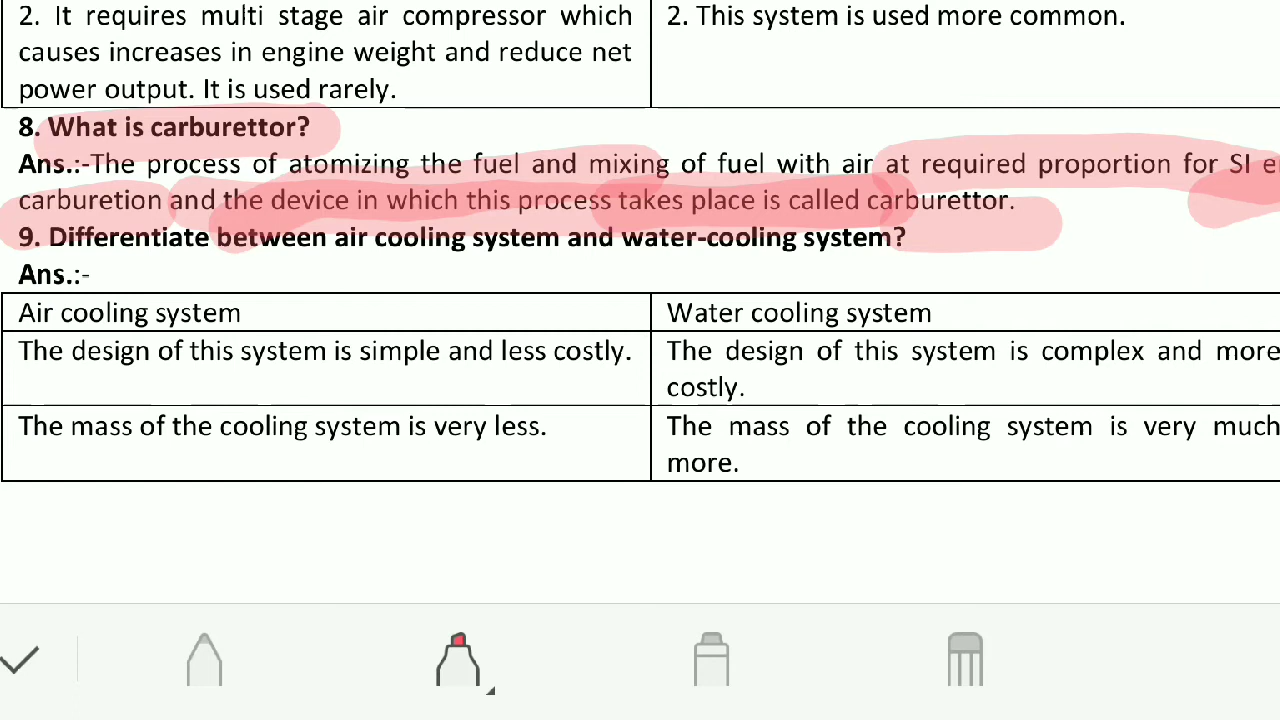 2. It requires multi stage air compressor which
causes increases in engine weight and reduce net
power output. It is used rarely.
2. This system is used more common.
8. What is carburettor?
Ans.:-The process of atomizing the fuel and mixing of fuel with air at required proportion for SI
carburetion and the device in which this process takes place is called carburettor.
9. Differentiate between air cooling system and water-cooling system?
Ans.:-
Air cooling system
Water cooling system
The design of this system is simple and less costly.
The design of this system is complex and more
costly.
The mass of the cooling system is very less.
The mass of the cooling system is very much
more.